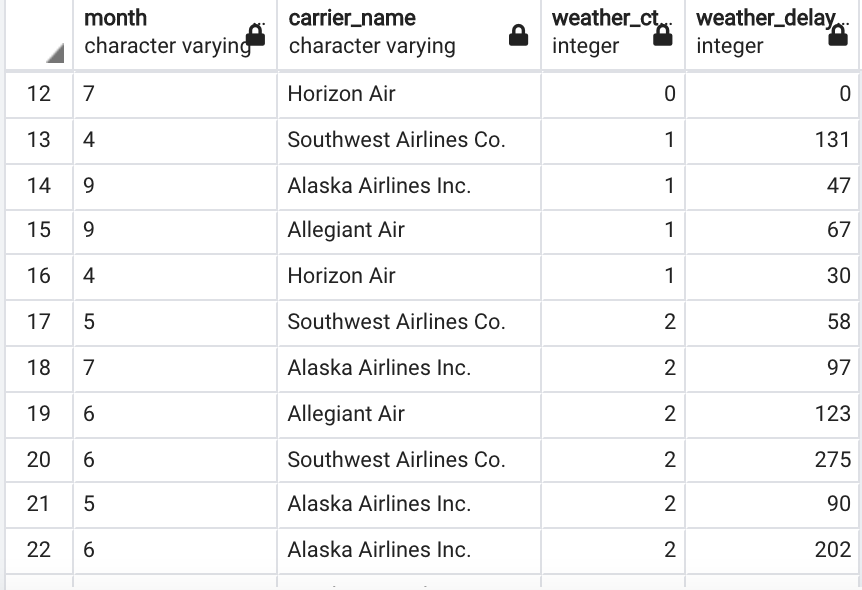 month … carrier_name weather_ct… weather_delay…
character varying character varying integer integer
12 7 Horizon Air 0 0
13 4 Southwest Airlines Co. 1 131
14 9 Alaska Airlines Inc. 1 47
15 9 Allegiant Air 1 67
16 4 Horizon Air 1 30
17 5 Southwest Airlines Co. 2 58
18 7 Alaska Airlines Inc. 2 97
19 6 Allegiant Air 2 123
20 6 Southwest Airlines Co. 2 275
21 5 Alaska Airlines Inc. 2 90
22 6 Alaska Airlines Inc. 2 202